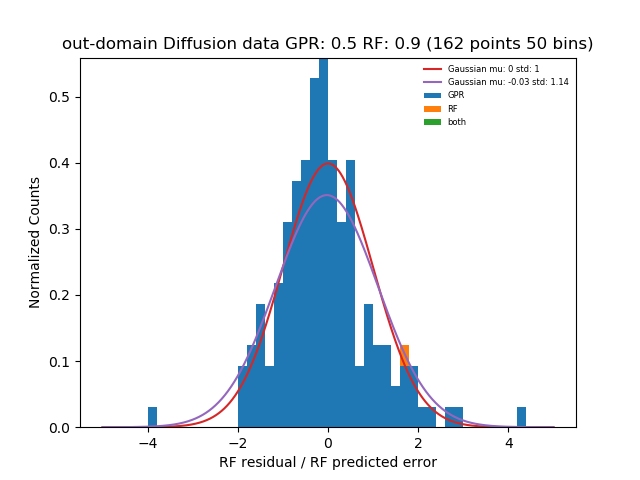 out-domain Diffusion data GPR: 0.5 RF: 0.9 (162 points 50 bins)
Gaussian mu: 0 std: 1
Gaussian mu: -0.03 std: 1.14
GPR
RF
both
0.5
0.4
0.3
0.2
0.1
0.0
Normalized Counts
−4
−2
0
2
4
RF residual / RF predicted error